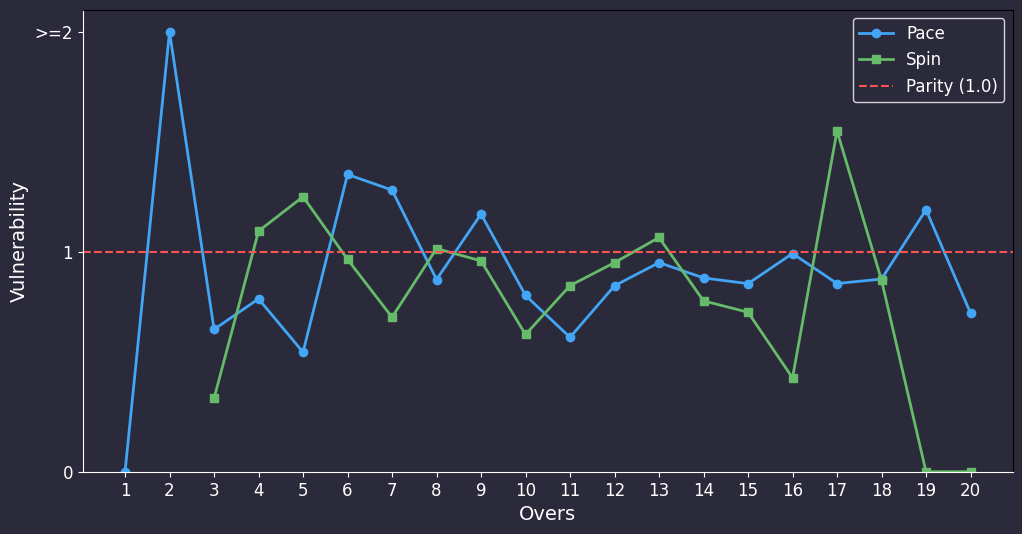 >=2
1
0
Vulnerability
1 2 3 4 5 6 7 8 9 10 11 12 13 14 15 16 17 18 19 20
Overs
Pace
Spin
Parity (1.0)